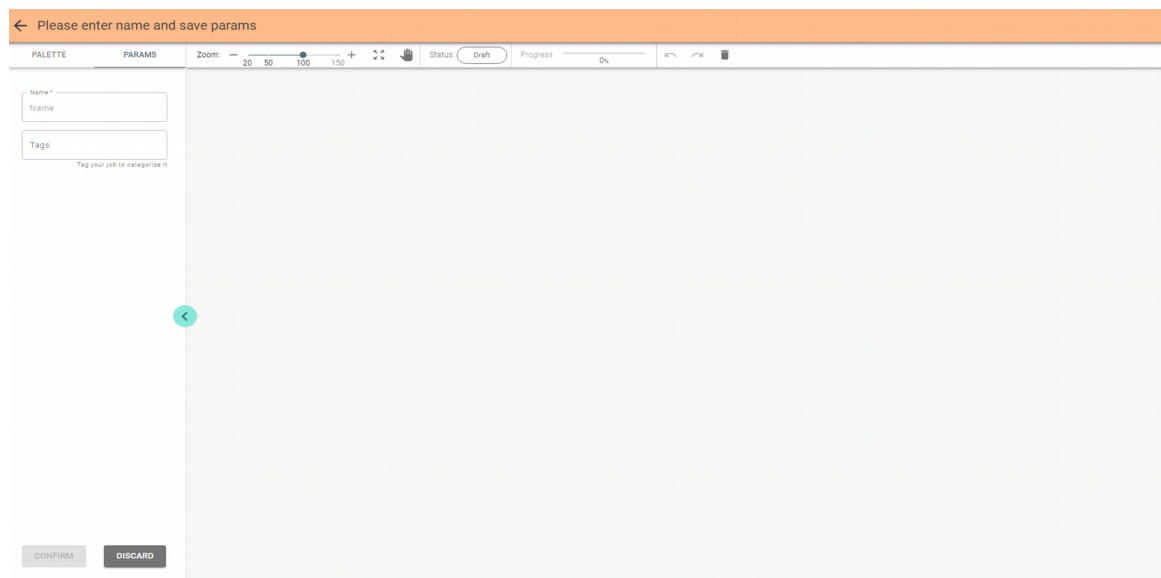 Please enter name and save params
PALETTE PARAMS Zoom: 20 50 100 150 Status: Draft Progress 0%
Name *
Name
Tags
Tag your job to categorize it
CONFIRM DISCARD